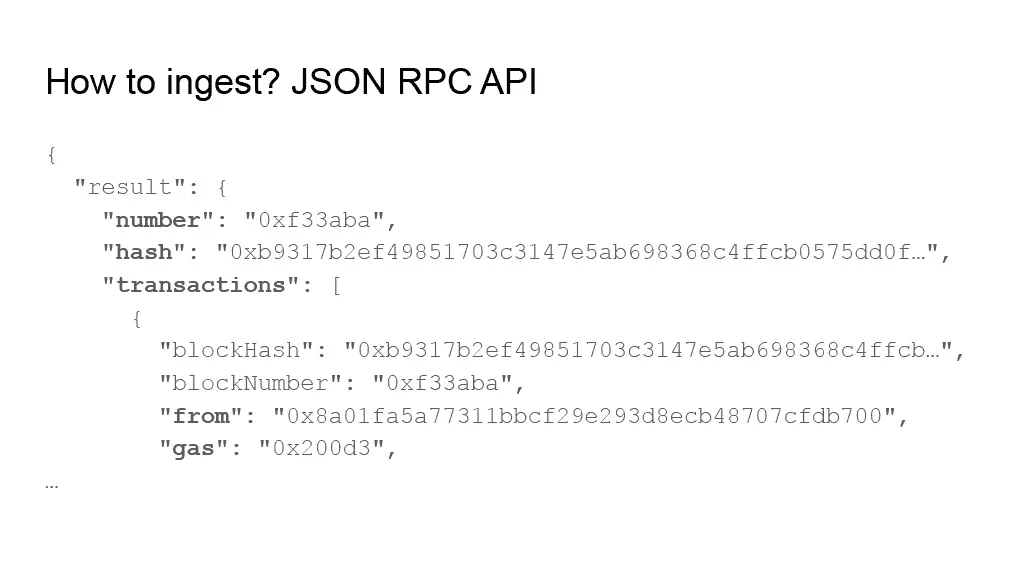 How to ingest? JSON RPC API
{
"result": {
"number": "0xf33aba",
"hash": "0xb9317b2ef49851703c3147e5ab698368c4ffcb0575dd0f…",
"transactions": [
{
"blockHash": "0xb9317b2ef49851703c3147e5ab698368c4ffcb…",
"blockNumber": "0xf33aba",
"from": "0x8a01fa5a77311bbcf29e293d8ecb48707cfdb700",
"gas": "0x200d3",
…